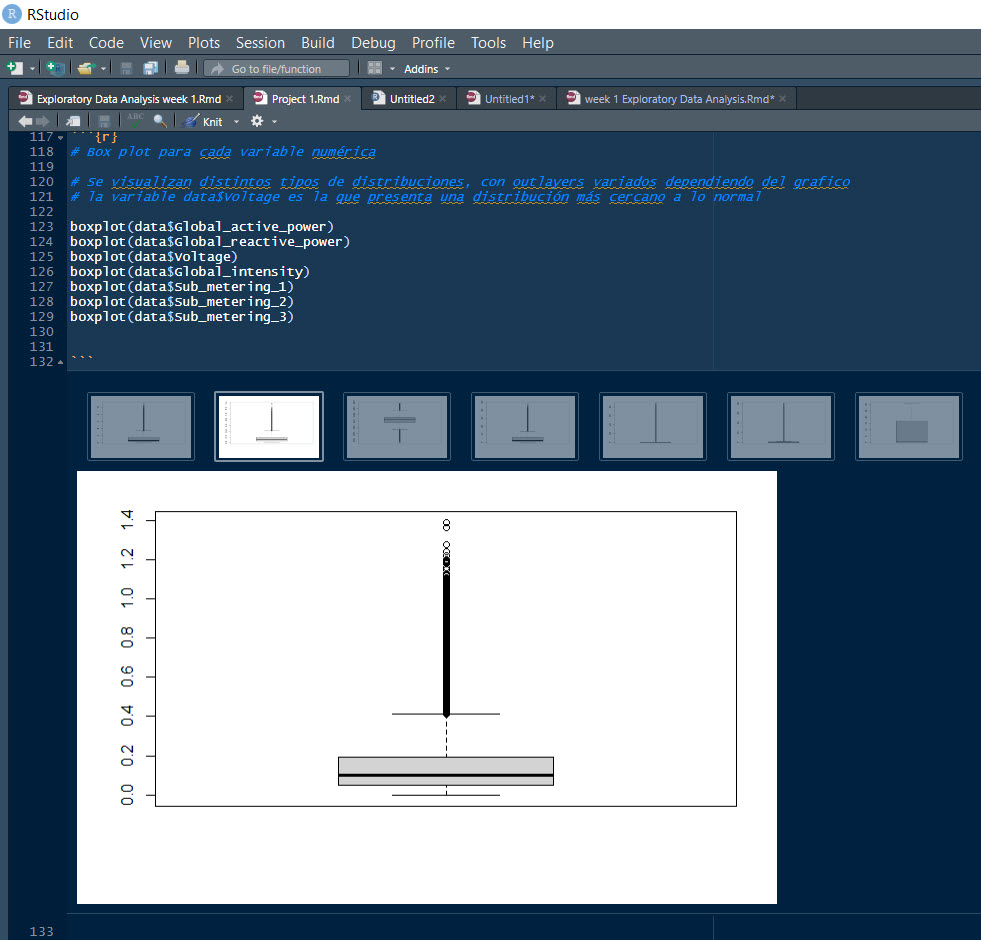 RStudio
File Edit Code View Plots Session Build Debug Profile Tools Help
Go to file/function Addins
Exploratory Data Analysis week 1.Rmd × Project 1.Rmd × Untitled2 × Untitled1* × week 1 Exploratory Data Analysis.Rmd* ×
ABC Knit
117 ```{r}
118 # Box plot para cada variable numérica
119
120 # Se visualizan distintos tipos de distribuciones, con outlayers variados dependiendo del grafico
121 # la variable data$Voltage es la que presenta una distribución más cercano a lo normal
122
123 boxplot(data$Global_active_power)
124 boxplot(data$Global_reactive_power)
125 boxplot(data$Voltage)
126 boxplot(data$Global_intensity)
127 boxplot(data$Sub_metering_1)
128 boxplot(data$Sub_metering_2)
129 boxplot(data$Sub_metering_3)
130
131
132 ```
1.4
1.2
1.0
0.8
0.6
0.4
0.2
0.0
133